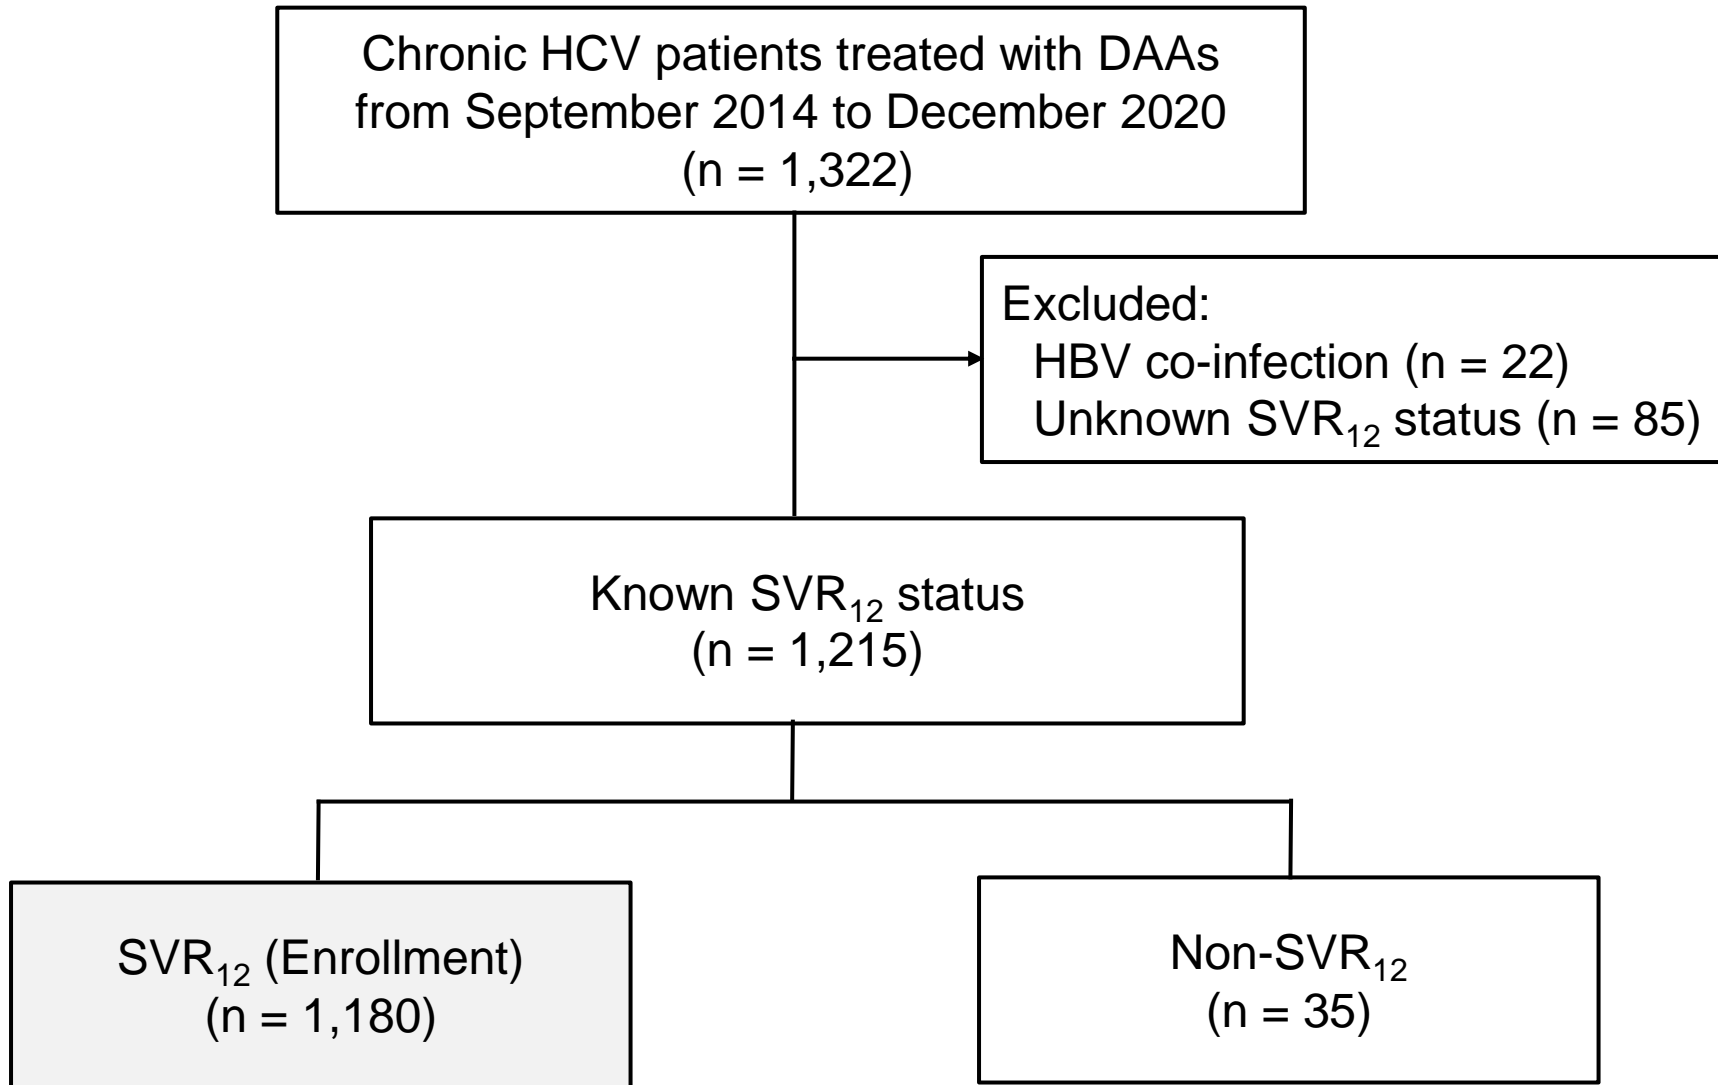 Chronic HCV patients treated with DAAs
from September 2014 to December 2020
(n = 1,322)
Excluded:
HBV co-infection (n = 22)
Unknown SVR₁₂ status (n = 85)
Known SVR₁₂ status
(n = 1,215)
SVR₁₂ (Enrollment)
(n = 1,180)
Non-SVR₁₂
(n = 35)